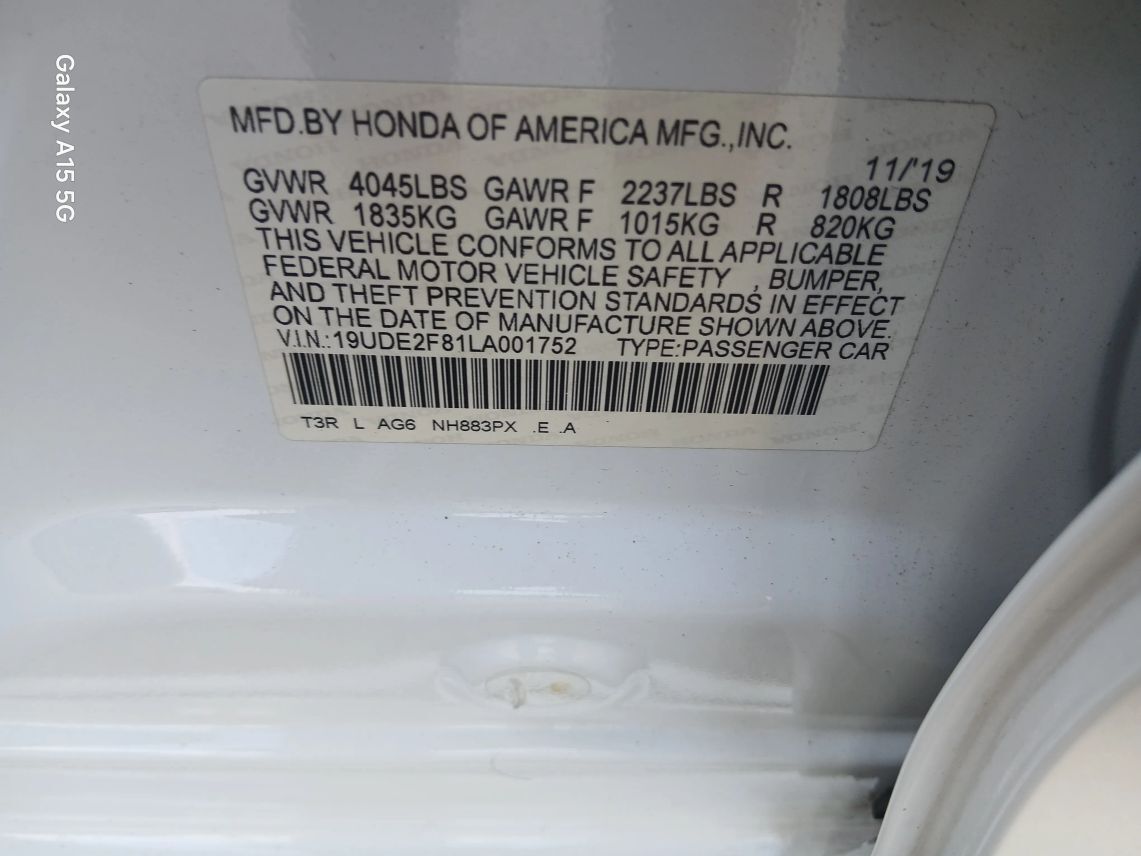 MFD.BY HONDA OF AMERICA MFG.,INC.
11/'19
GVWR 4045LBS GAWR F 2237LBS R 1808LBS
GVWR 1835KG GAWR F 1015KG R 820KG
THIS VEHICLE CONFORMS TO ALL APPLICABLE
FEDERAL MOTOR VEHICLE SAFETY , BUMPER,
AND THEFT PREVENTION STANDARDS IN EFFECT
ON THE DATE OF MANUFACTURE SHOWN ABOVE.
V.I.N.:19UDE2F81LA001752 TYPE:PASSENGER CAR
T3R L AG6 NH883PX .E .A
Galaxy A15 5G